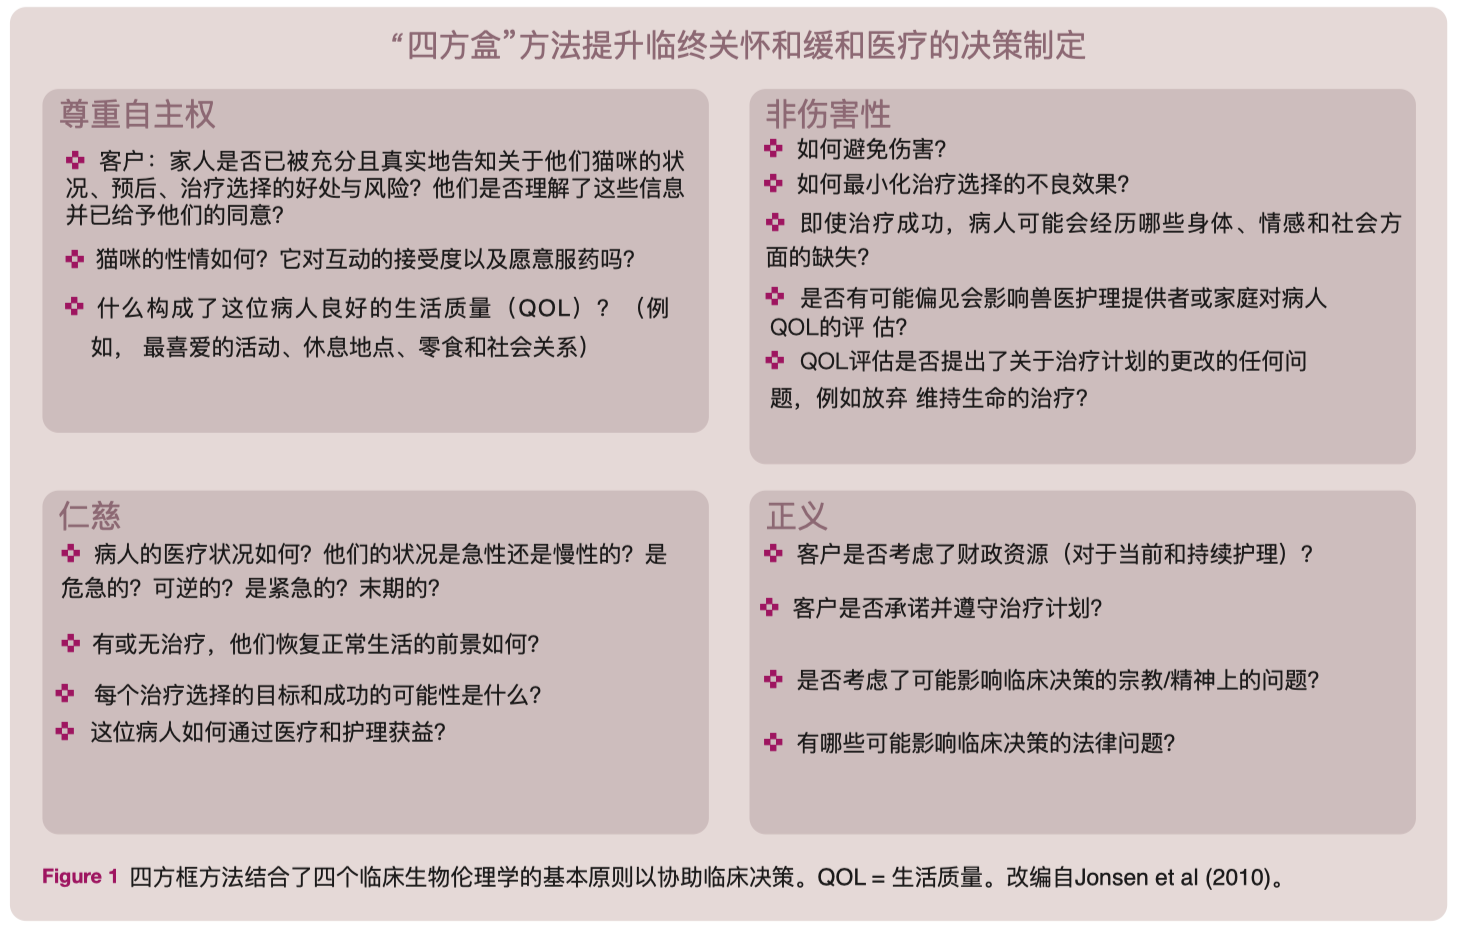 “四方盒”方法提升临终关怀和缓和医疗的决策制定
尊重自主权
客户：家人是否已被充分且真实地告知关于他们猫咪的状
况、预后、治疗选择的好处与风险？他们是否理解了这些信息
并已给予他们的同意？
猫咪的性情如何？它对互动的接受度以及愿意服药吗？
什么构成了这位病人良好的生活质量（QOL）？（例
如， 最喜爱的活动、休息地点、零食和社会关系）
非伤害性
如何避免伤害？
如何最小化治疗选择的不良效果？
即使治疗成功，病人可能会经历哪些身体、情感和社会方
面的缺失？
是否有可能偏见会影响兽医护理提供者或家庭对病人
QOL的评 估？
QOL评估是否提出了关于治疗计划的更改的任何问
题，例如放弃 维持生命的治疗？
仁慈
病人的医疗状况如何？他们的状况是急性还是慢性的？是
危急的？可逆的？是紧急的？末期的？
有或无治疗，他们恢复正常生活的前景如何？
每个治疗选择的目标和成功的可能性是什么？
这位病人如何通过医疗和护理获益？
正义
客户是否考虑了财政资源（对于当前和持续护理）？
客户是否承诺并遵守治疗计划？
是否考虑了可能影响临床决策的宗教/精神上的问题？
有哪些可能影响临床决策的法律问题？
Figure 1 四方框方法结合了四个临床生物伦理学的基本原则以协助临床决策。QOL = 生活质量。改编自Jonsen et al (2010)。